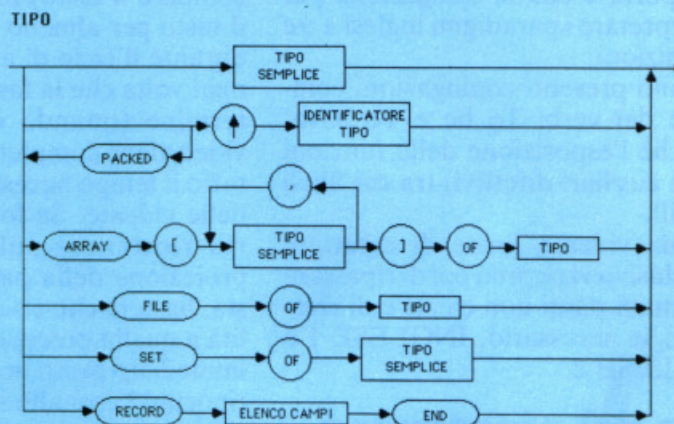 TIPO
TIPO
SEMPLICE
↑ IDENTIFICATORE
TIPO
PACKED
ARRAY [ TIPO
SEMPLICE ] OF TIPO
FILE OF TIPO
SET OF TIPO
SEMPLICE
RECORD ELENCO CAMPI END